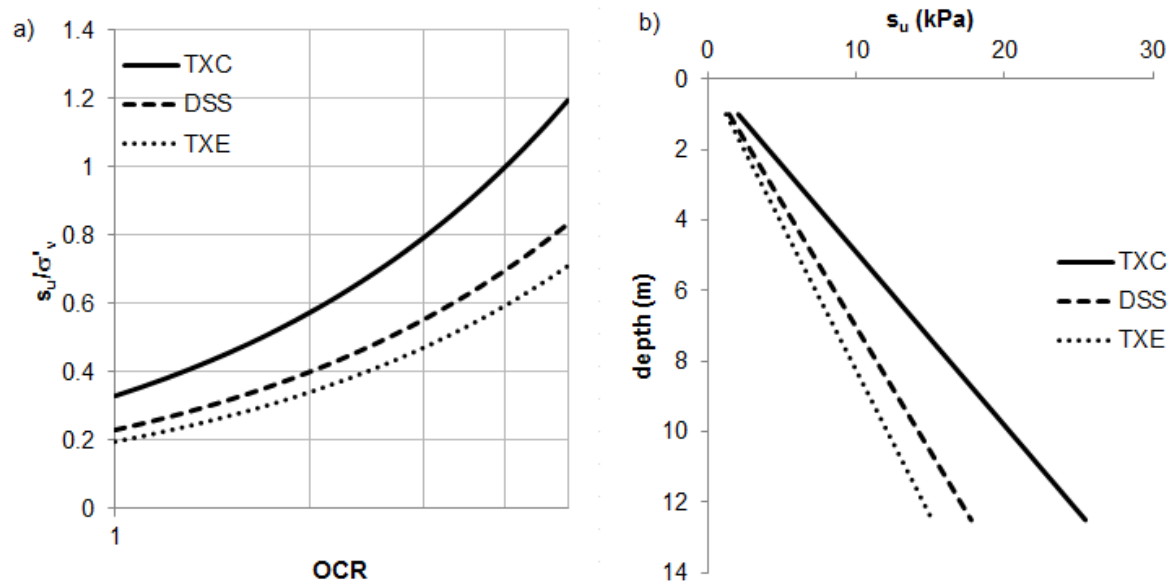 a)
1.4
1.2
1
0.8
0.6
0.4
0.2
0
su/σ'v
TXC
DSS
TXE
1
OCR
b)
su (kPa)
0 10 20 30
0
2
4
6
8
10
12
14
depth (m)
TXC
DSS
TXE